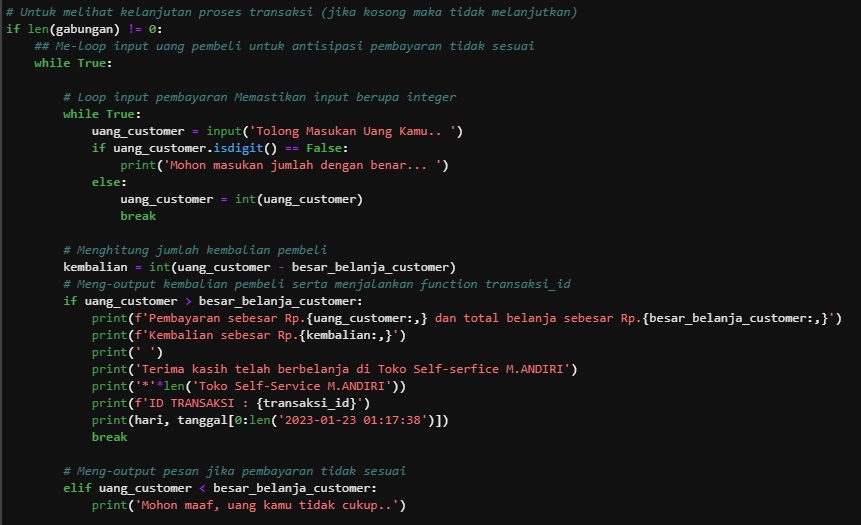 # Untuk melihat kelanjutan proses transaksi (jika kosong maka tidak melanjutkan)
if len(gabungan) != 0:
    ## Me-loop input uang pembeli untuk antisipasi pembayaran tidak sesuai
    while True:

        # Loop input pembayaran Memastikan input berupa integer
        while True:
            uang_customer = input('Tolong Masukan Uang Kamu.. ')
            if uang_customer.isdigit() == False:
                print('Mohon masukan jumlah dengan benar... ')
            else:
                uang_customer = int(uang_customer)
                break

        # Menghitung jumlah kembalian pembeli
        kembalian = int(uang_customer - besar_belanja_customer)
        # Meng-output kembalian pembeli serta menjalankan function transaksi_id
        if uang_customer > besar_belanja_customer:
            print(f'Pembayaran sebesar Rp.{uang_customer:,} dan total belanja sebesar Rp.{besar_belanja_customer:,}')
            print(f'Kembalian sebesar Rp.{kembalian:,}')
            print(' ')
            print('Terima kasih telah berbelanja di Toko Self-serfice M.ANDIRI')
            print('*'*len('Toko Self-Service M.ANDIRI'))
            print(f'ID TRANSAKSI : {transaksi_id}')
            print(hari, tanggal[0:len('2023-01-23 01:17:38')])
            break

        # Meng-output pesan jika pembayaran tidak sesuai
        elif uang_customer < besar_belanja_customer:
            print('Mohon maaf, uang kamu tidak cukup..')